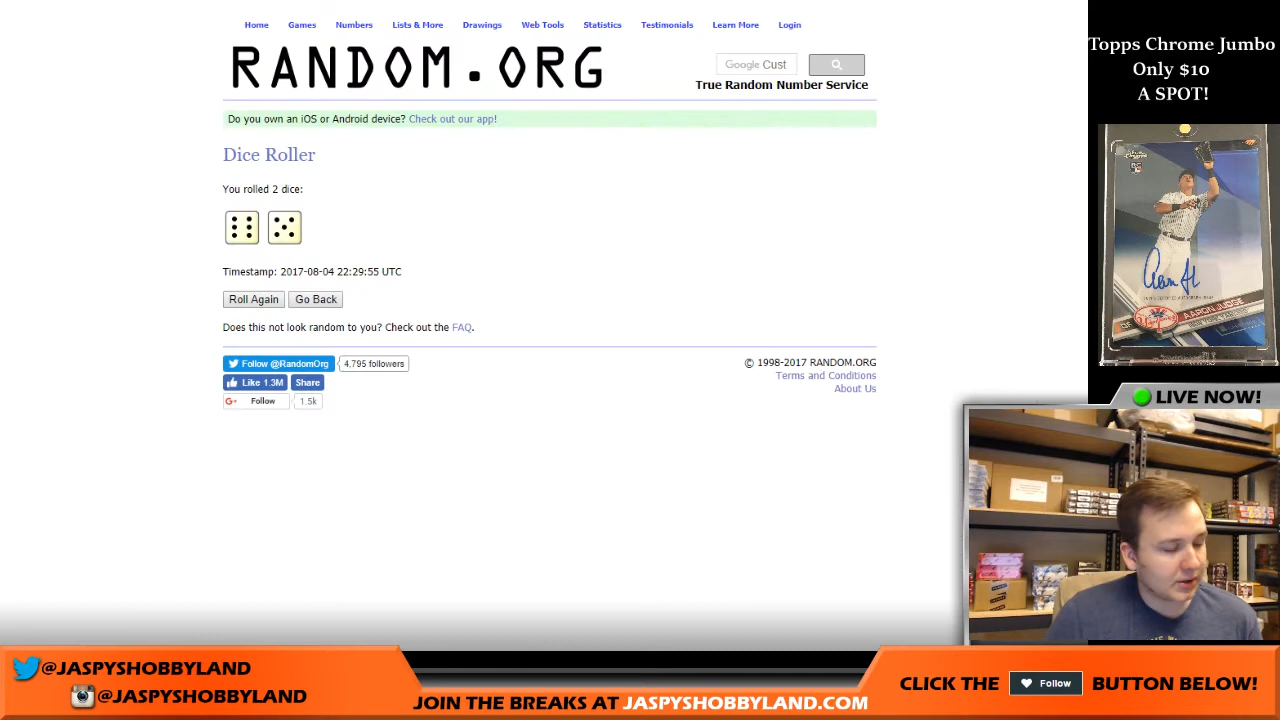 Home Games Numbers Lists & More Drawings Web Tools Statistics Testimonials Learn More Login
RANDOM.ORG
Google Cust
True Random Number Service
Do you own an iOS or Android device? Check out our app!
Dice Roller
You rolled 2 dice:
Timestamp: 2017-08-04 22:29:55 UTC
Roll Again Go Back
Does this not look random to you? Check out the FAQ.
Follow @RandomOrg 4,795 followers
Like 1.3M Share
G+ Follow 1.5k
© 1998-2017 RANDOM.ORG
Terms and Conditions
About Us
Topps Chrome Jumbo
Only $10
A SPOT!
AARON JUDGE
LIVE NOW!
@JASPYSHOBBYLAND
@JASPYSHOBBYLAND
JOIN THE BREAKS AT JASPYSHOBBYLAND.COM
CLICK THE Follow BUTTON BELOW!